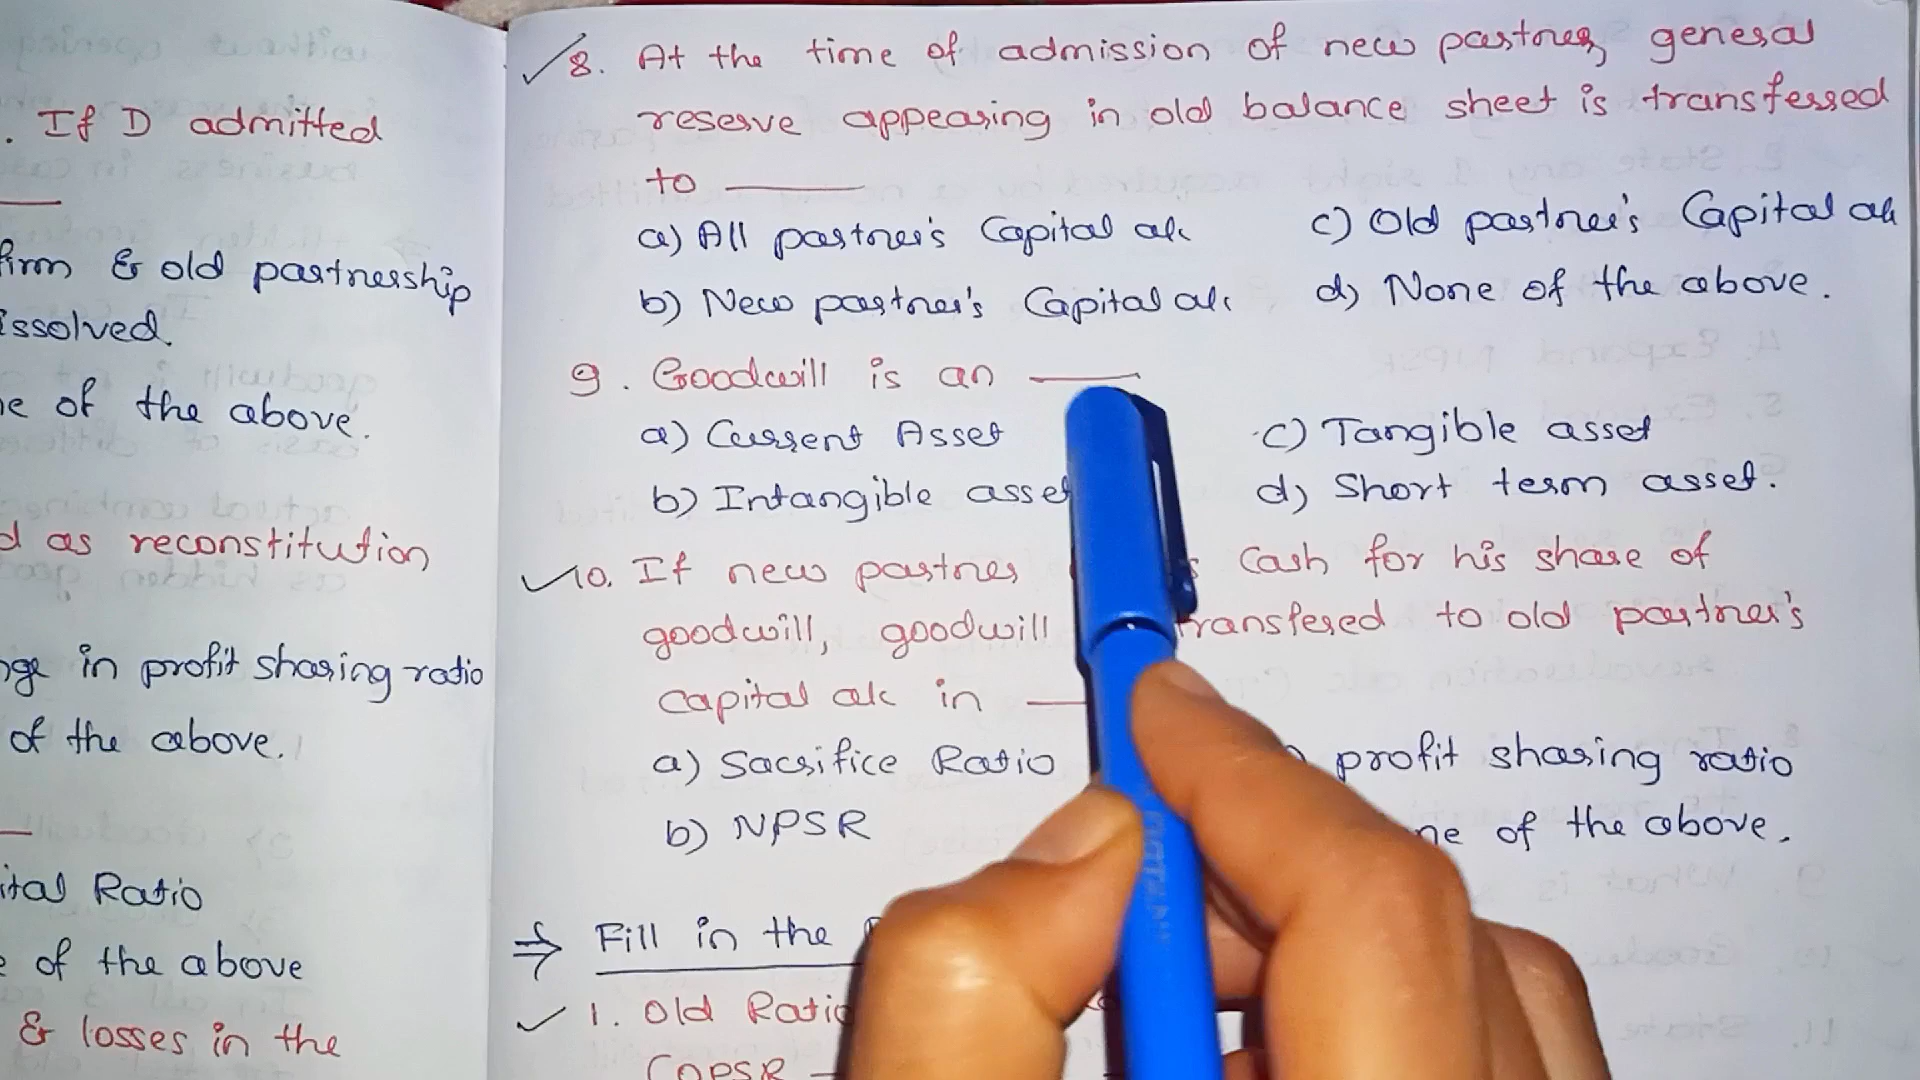 . If D admitted
firm & old partnership
issolved.
e of the above.
d as reconstitution
nge in profit sharing ratio
of the above.
ital Ratio
e of the above
& losses in the
8. At the time of admission of new partner, general
reserve appearing in old balance sheet is transferred
to ______
a) All partner's Capital a/c
c) Old partner's Capital a/c
b) New partner's Capital a/c
d) None of the above.
9. Goodwill is an ______
a) Current Asset
c) Tangible asset
b) Intangible asset
d) Short term asset.
10. If new partner s Cash for his share of
goodwill, goodwill transfered to old partner's
capital a/c in ___
a) Sacrifice Ratio
) profit sharing ratio
b) NPSR
ne of the above.
⇒ Fill in the
1. Old Ratio
(OPSR